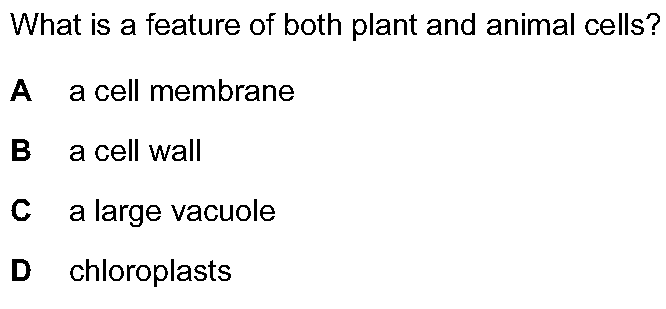 What is a feature of both plant and animal cells?
A a cell membrane
B a cell wall
C a large vacuole
D chloroplasts